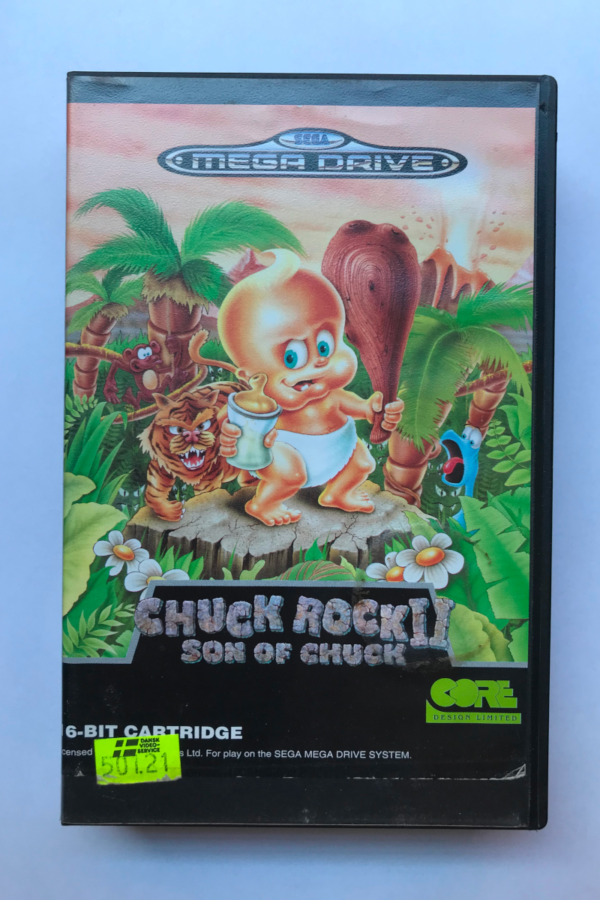 SEGA
MEGA DRIVE
CHUCK ROCK II
SON OF CHUCK
CORE
DESIGN LIMITED
6-BIT CARTRIDGE
DANSK
VIDEO-
SERVICE
Ltd. For play on the SEGA MEGA DRIVE SYSTEM.
501.21